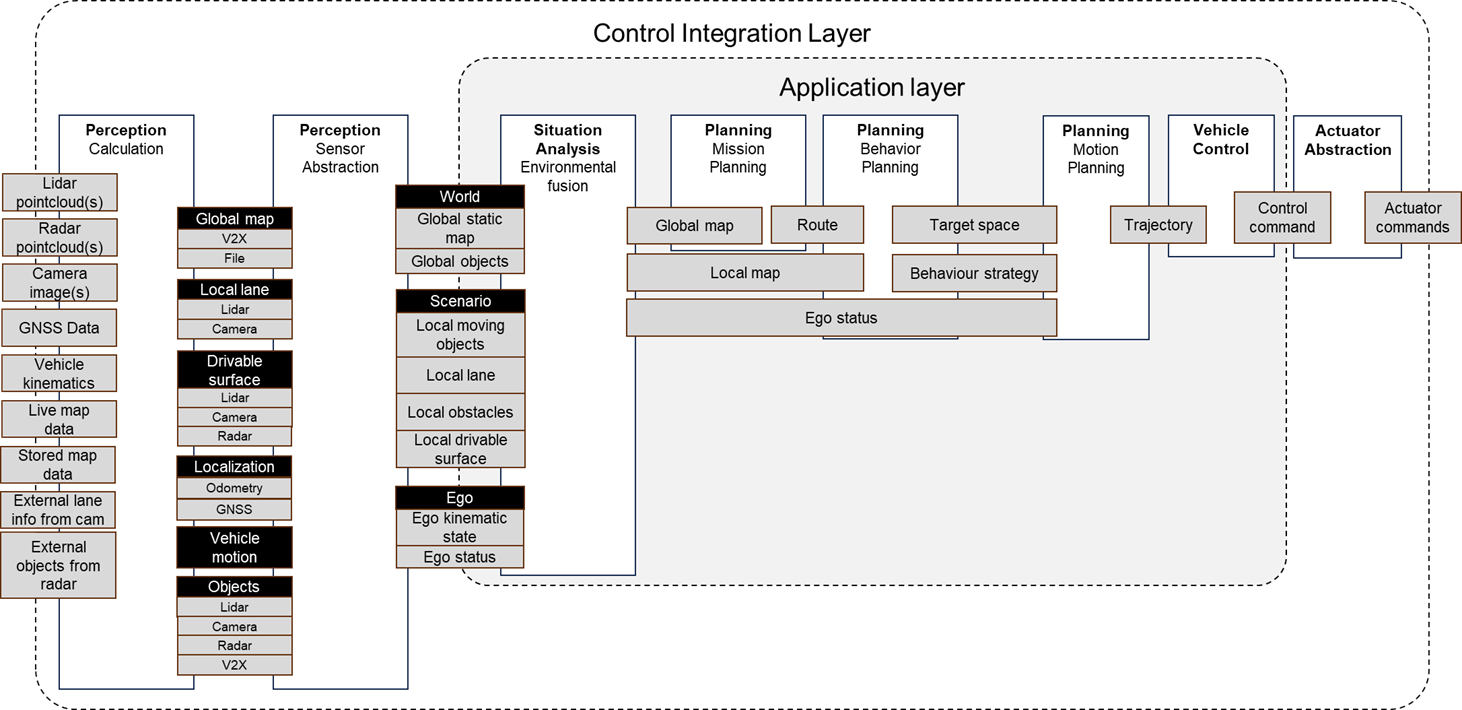 Control Integration Layer
Application layer
Perception
Calculation
Perception
Sensor
Abstraction
Situation
Analysis
Environmental
fusion
Planning
Mission
Planning
Planning
Behavior
Planning
Planning
Motion
Planning
Vehicle
Control
Actuator
Abstraction
Lidar
pointcloud(s)
Radar
pointcloud(s)
Camera
image(s)
GNSS Data
Vehicle
kinematics
Live map
data
Stored map
data
External lane
info from cam
External
objects from
radar
Global map
V2X
File
Local lane
Lidar
Camera
Drivable
surface
Lidar
Camera
Radar
Localization
Odometry
GNSS
Vehicle
motion
Objects
Lidar
Camera
Radar
V2X
World
Global static
map
Global objects
Scenario
Local moving
objects
Local lane
Local obstacles
Local drivable
surface
Ego
Ego kinematic
state
Ego status
Global map
Route
Local map
Target space
Behaviour strategy
Ego status
Trajectory
Control
command
Actuator
commands